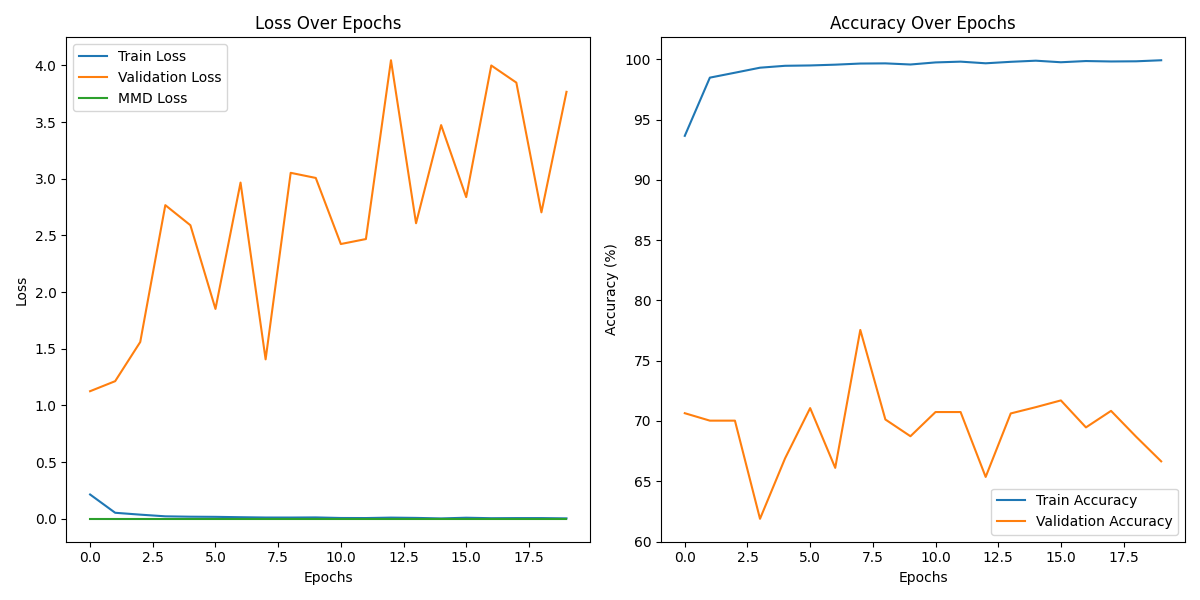 Loss Over Epochs
Train Loss
Validation Loss
MMD Loss
4.0
3.5
3.0
2.5
2.0
1.5
1.0
0.5
0.0
Loss
0.0 2.5 5.0 7.5 10.0 12.5 15.0 17.5
Epochs
Accuracy Over Epochs
100
95
90
85
80
75
70
65
60
Accuracy (%)
Train Accuracy
Validation Accuracy
0.0 2.5 5.0 7.5 10.0 12.5 15.0 17.5
Epochs